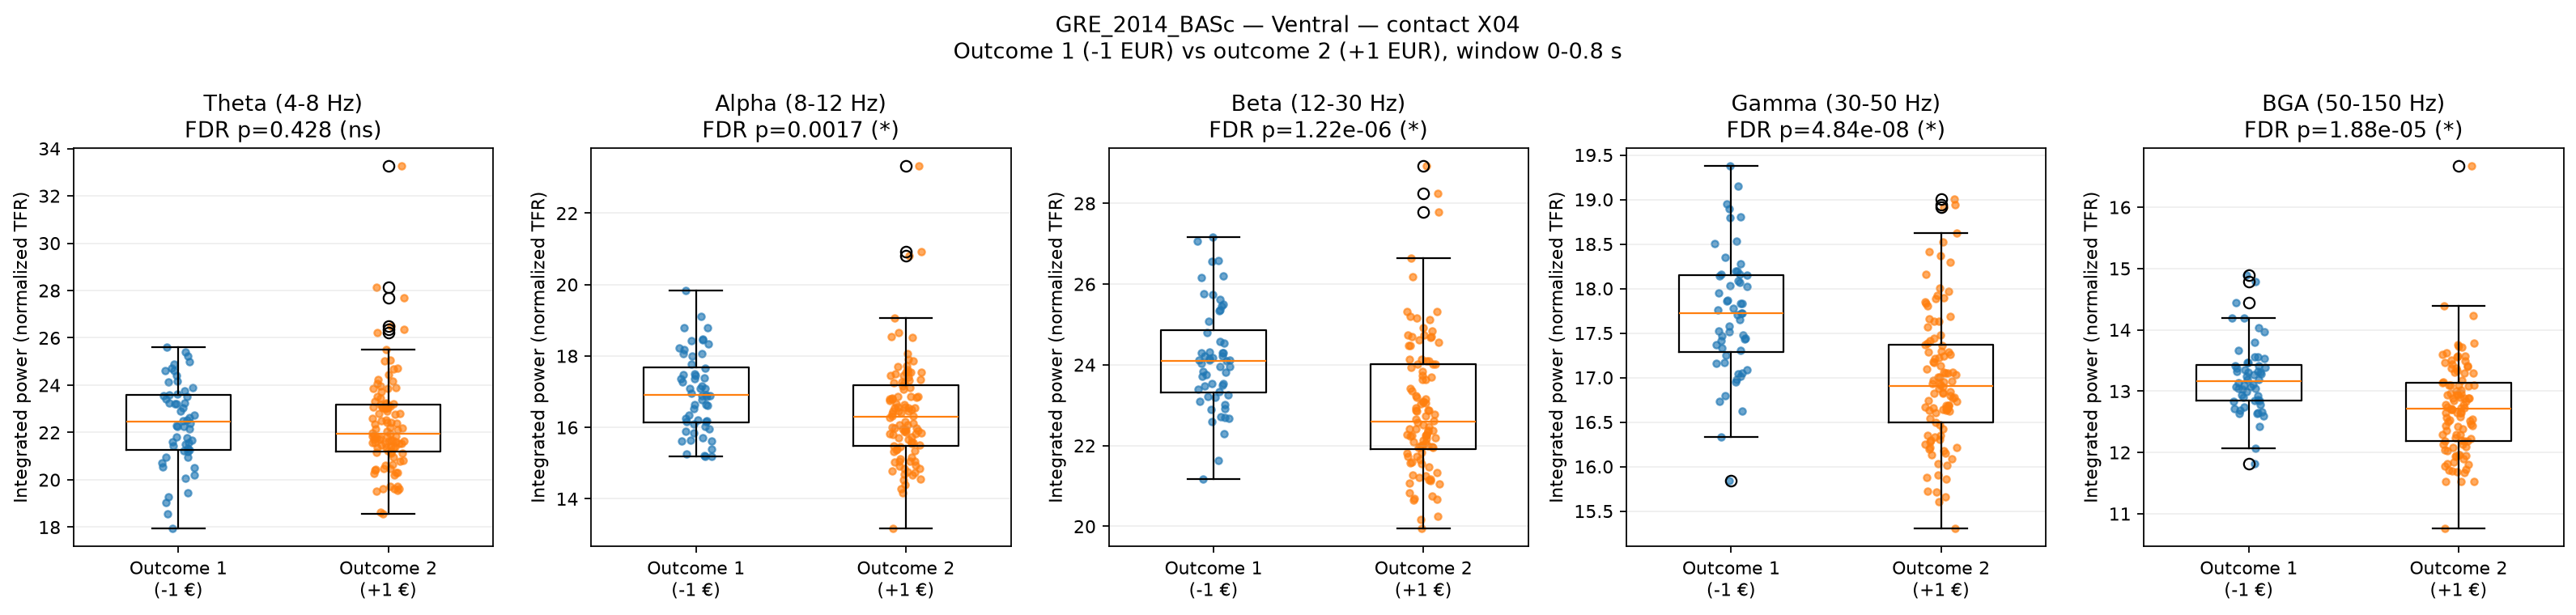 GRE_2014_BASc — Ventral — contact X04
Outcome 1 (-1 EUR) vs outcome 2 (+1 EUR), window 0-0.8 s
Theta (4-8 Hz)
FDR p=0.428 (ns)
Integrated power (normalized TFR)
34
32
30
28
26
24
22
20
18
Outcome 1
(-1 €)
Outcome 2
(+1 €)
Alpha (8-12 Hz)
FDR p=0.0017 (*)
Integrated power (normalized TFR)
22
20
18
16
14
Outcome 1
(-1 €)
Outcome 2
(+1 €)
Beta (12-30 Hz)
FDR p=1.22e-06 (*)
Integrated power (normalized TFR)
28
26
24
22
20
Outcome 1
(-1 €)
Outcome 2
(+1 €)
Gamma (30-50 Hz)
FDR p=4.84e-08 (*)
Integrated power (normalized TFR)
19.5
19.0
18.5
18.0
17.5
17.0
16.5
16.0
15.5
Outcome 1
(-1 €)
Outcome 2
(+1 €)
BGA (50-150 Hz)
FDR p=1.88e-05 (*)
Integrated power (normalized TFR)
16
15
14
13
12
11
Outcome 1
(-1 €)
Outcome 2
(+1 €)